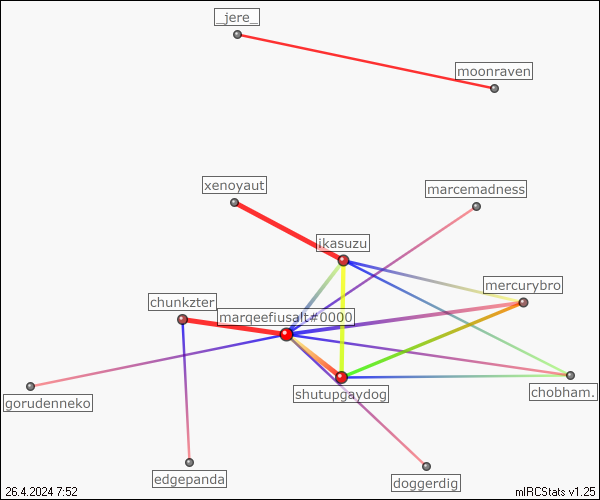 _jere_
moonraven
xenoyaut
marcemadness
ikasuzu
mercurybro
chunkzter
marqeefiusalt#0000
shutupgaydog
chobham.
gorudenneko
edgepanda
doggerdig
26.4.2024 7:52
mIRCStats v1.25